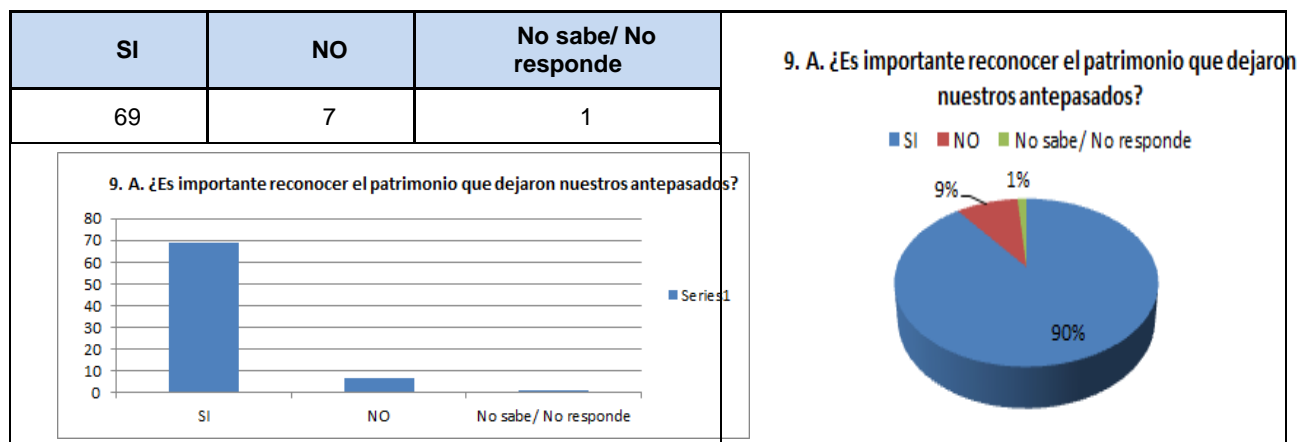 SI NO No sabe/ No
responde
69 7 1
9. A. ¿Es importante reconocer el patrimonio que dejaron nuestros antepasados?
80
70
60
50
40
30
20
10
0
SI NO No sabe/ No responde
Series1
9. A. ¿Es importante reconocer el patrimonio que dejaron
nuestros antepasados?
SI NO No sabe/ No responde
9% 1%
90%